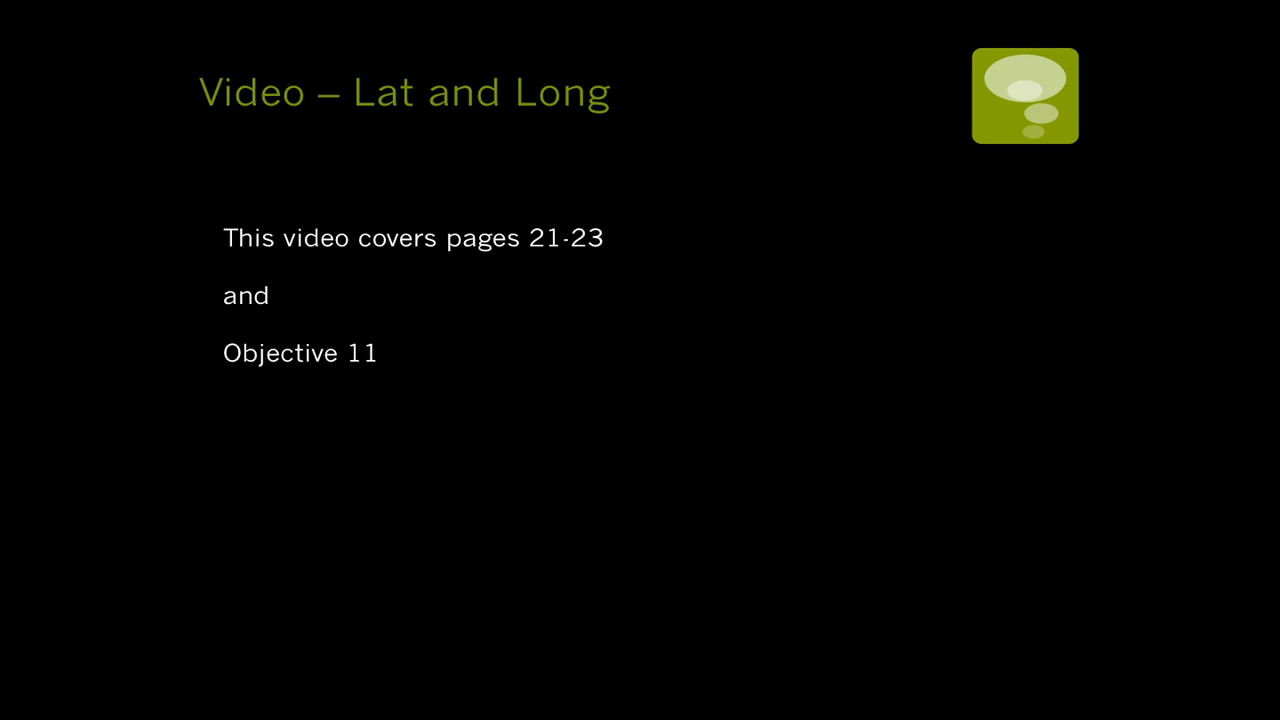 Video – Lat and Long
This video covers pages 21-23
and
Objective 11